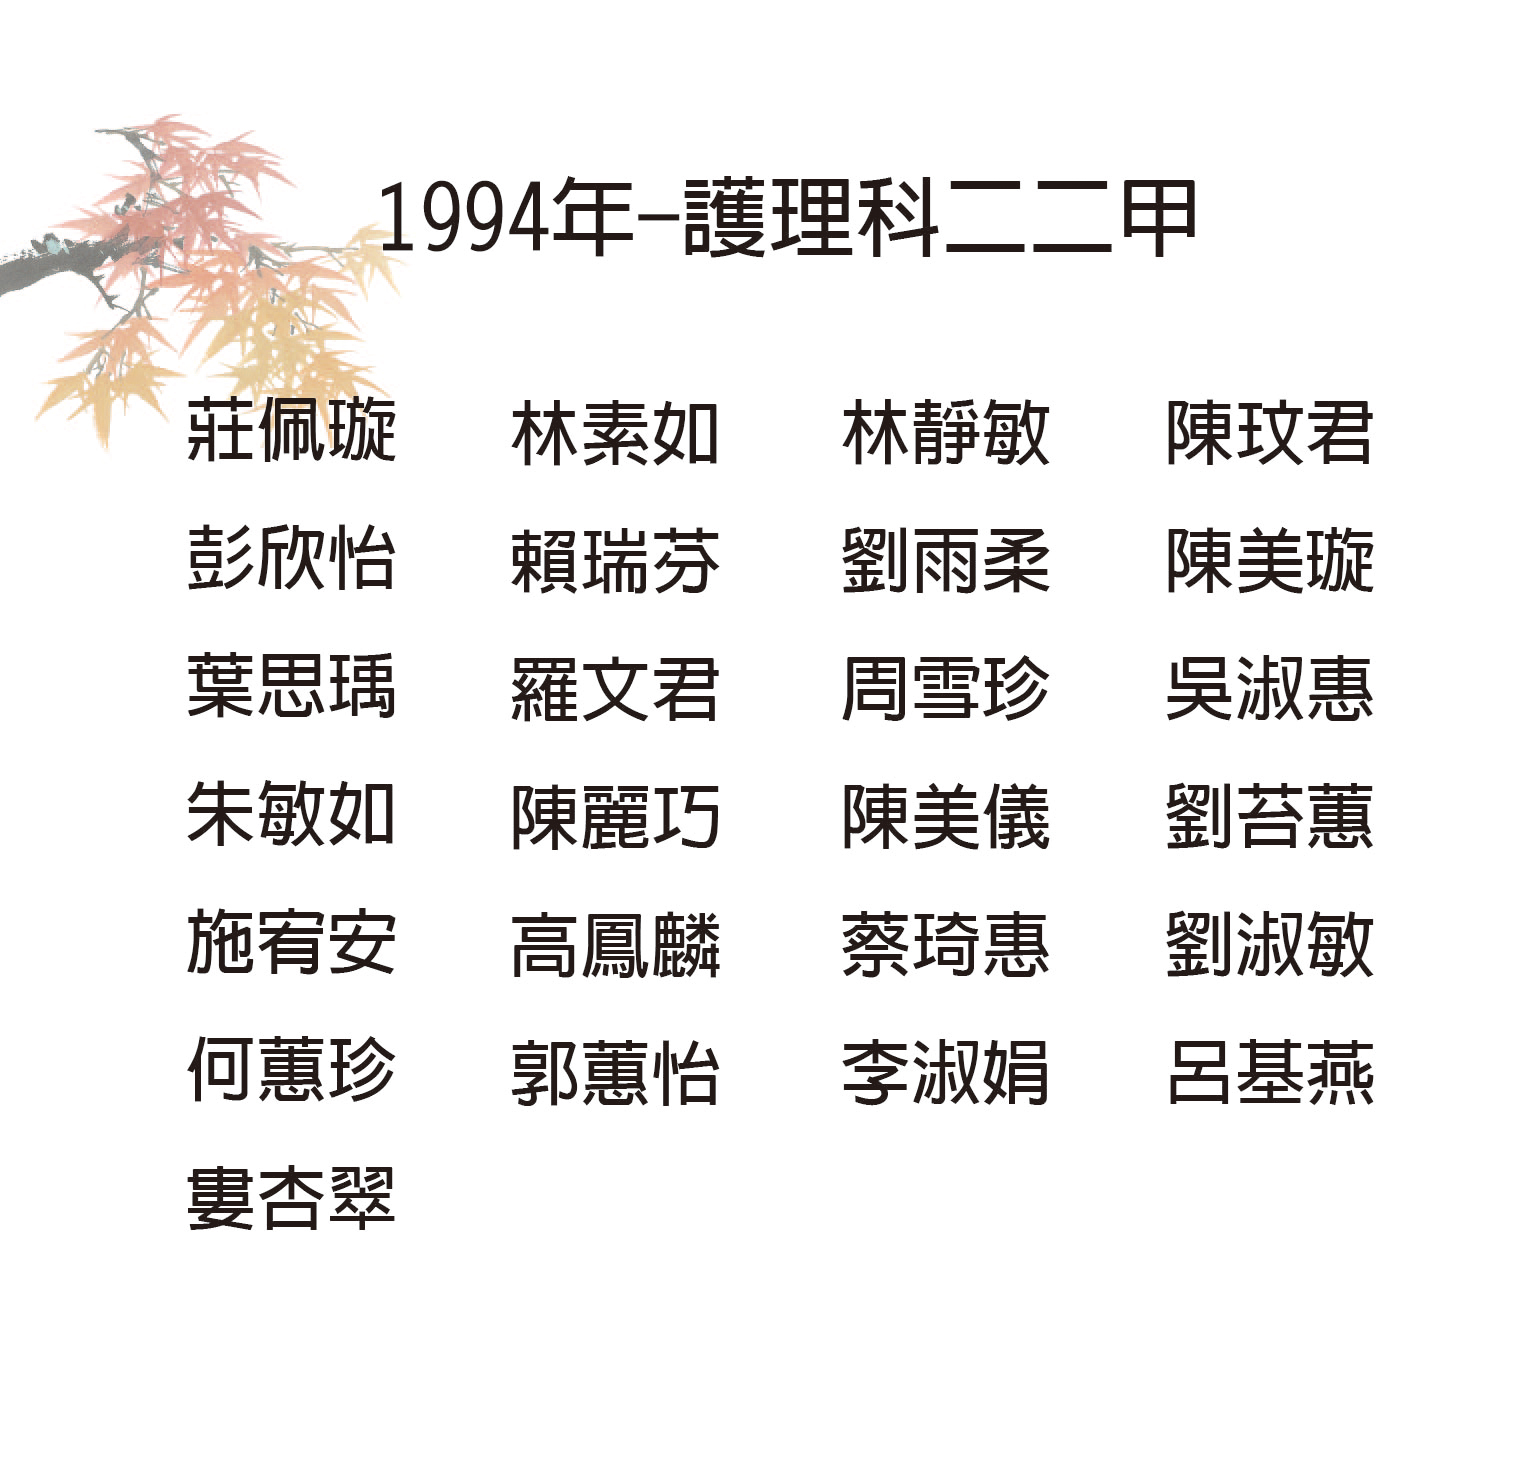 1994年-護理科二二甲
莊佩璇 林素如 林靜敏 陳玟君
彭欣怡 賴瑞芬 劉雨柔 陳美璇
葉思瑀 羅文君 周雪珍 吳淑惠
朱敏如 陳麗巧 陳美儀 劉苔蕙
施宥安 高鳳麟 蔡琦惠 劉淑敏
何蕙珍 郭蕙怡 李淑娟 呂基燕
婁杏翠